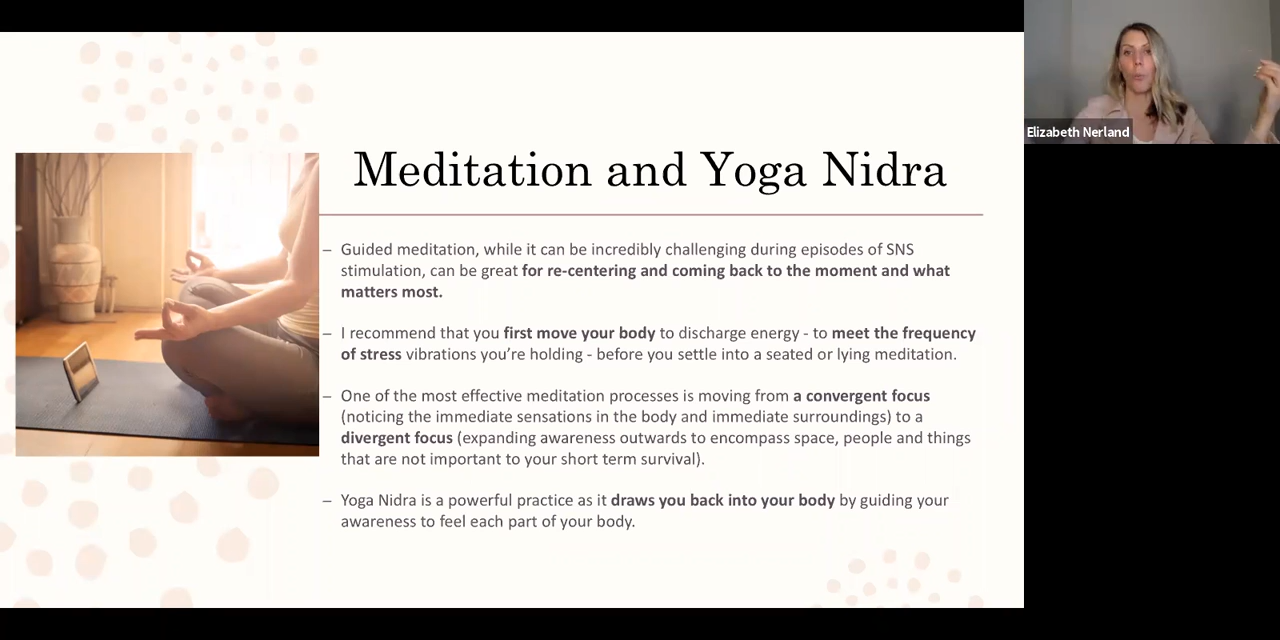 Meditation and Yoga Nidra
– Guided meditation, while it can be incredibly challenging during episodes of SNS
stimulation, can be great for re-centering and coming back to the moment and what
matters most.
– I recommend that you first move your body to discharge energy - to meet the frequency
of stress vibrations you’re holding - before you settle into a seated or lying meditation.
– One of the most effective meditation processes is moving from a convergent focus
(noticing the immediate sensations in the body and immediate surroundings) to a
divergent focus (expanding awareness outwards to encompass space, people and things
that are not important to your short term survival).
– Yoga Nidra is a powerful practice as it draws you back into your body by guiding your
awareness to feel each part of your body.
Elizabeth Nerland